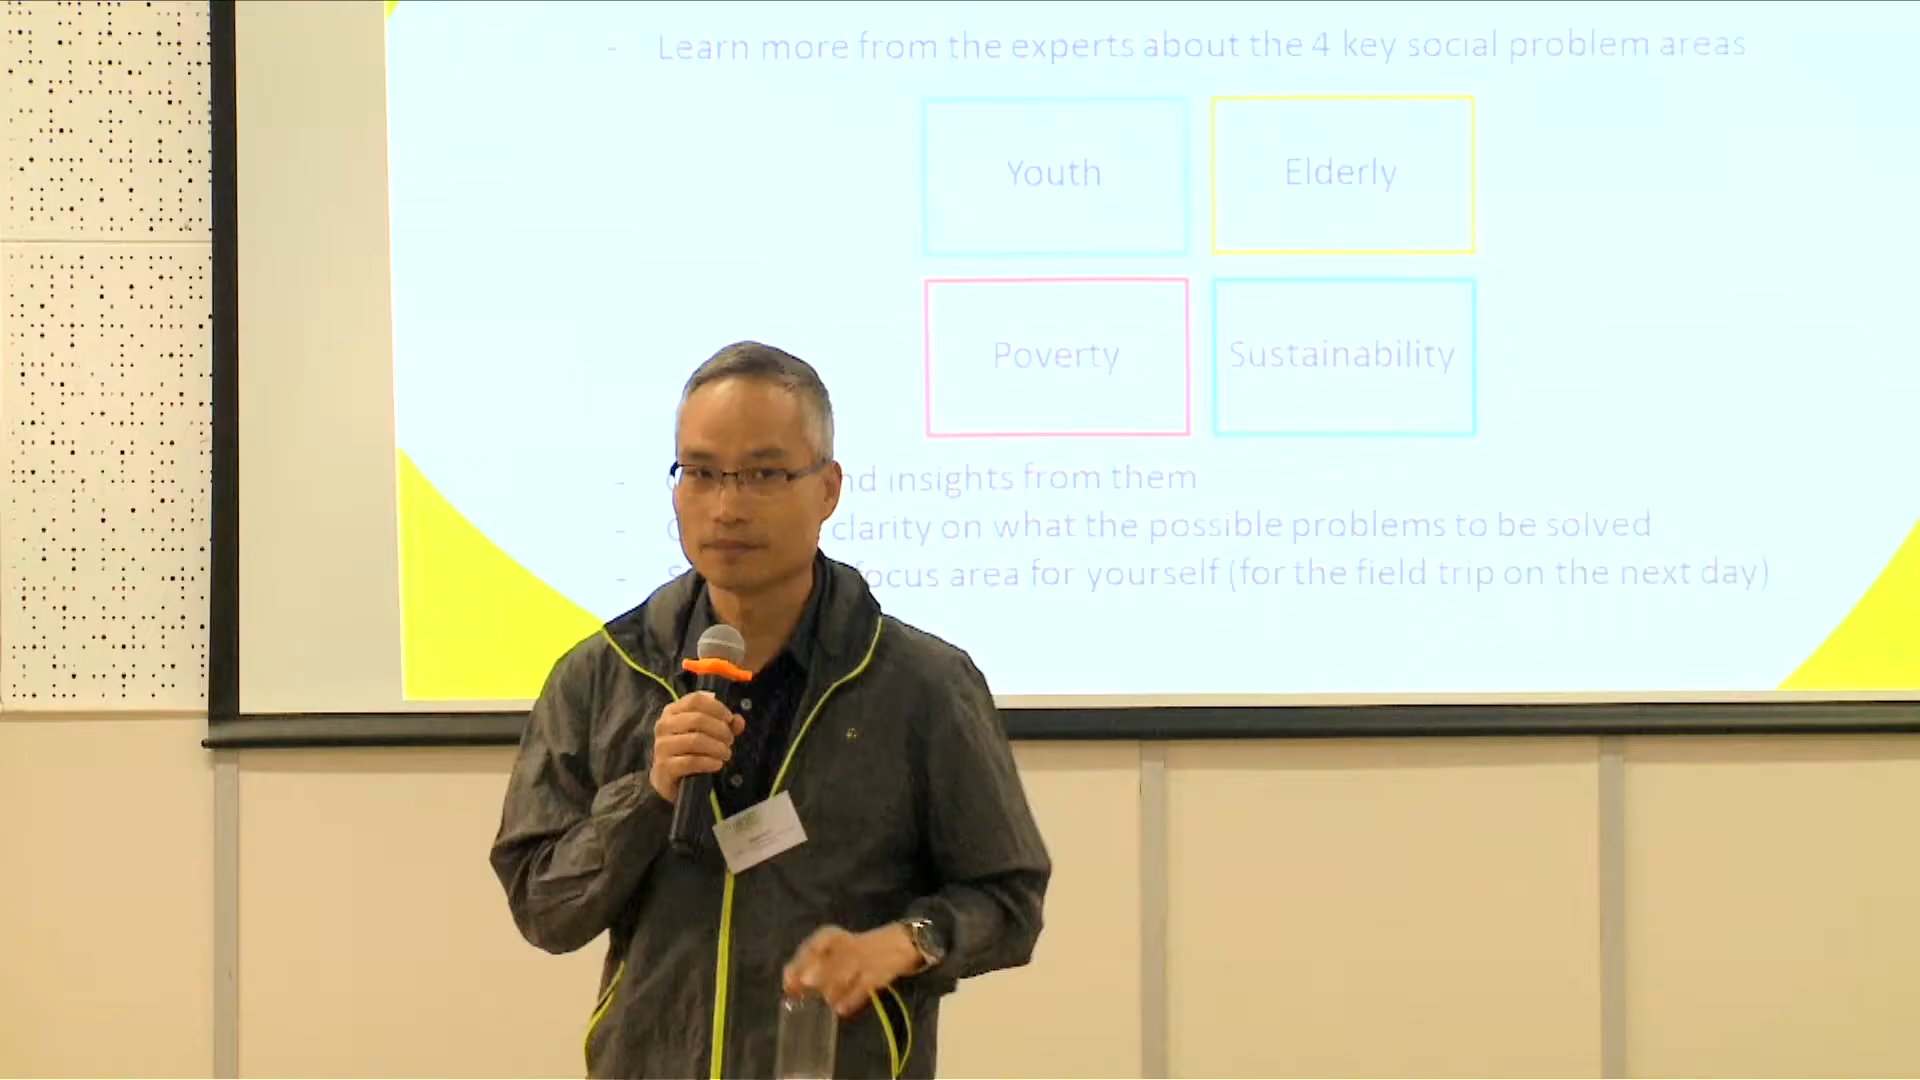 - Learn more from the experts about the 4 key social problem areas
Youth
Elderly
Poverty
Sustainability
- insights from them
- clarity on what the possible problems to be solved
- focus area for yourself (for the field trip on the next day)